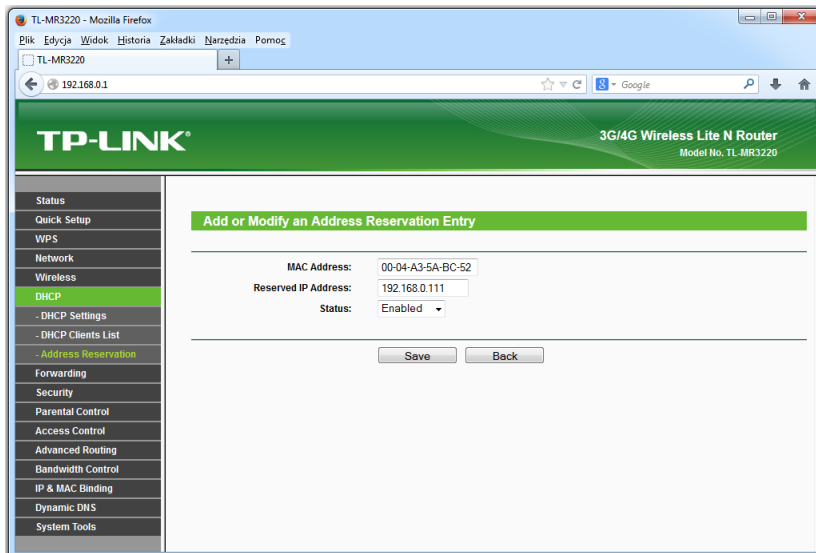 TL-MR3220 - Mozilla Firefox
Plik Edycja Widok Historia Zakładki Narzędzia Pomoc
TL-MR3220
192.168.0.1
Google
TP-LINK®
3G/4G Wireless Lite N Router
Model No. TL-MR3220
Status
Quick Setup
WPS
Network
Wireless
DHCP
- DHCP Settings
- DHCP Clients List
- Address Reservation
Forwarding
Security
Parental Control
Access Control
Advanced Routing
Bandwidth Control
IP & MAC Binding
Dynamic DNS
System Tools
Add or Modify an Address Reservation Entry
MAC Address: 00-04-A3-5A-BC-52
Reserved IP Address: 192.168.0.111
Status: Enabled
Save Back